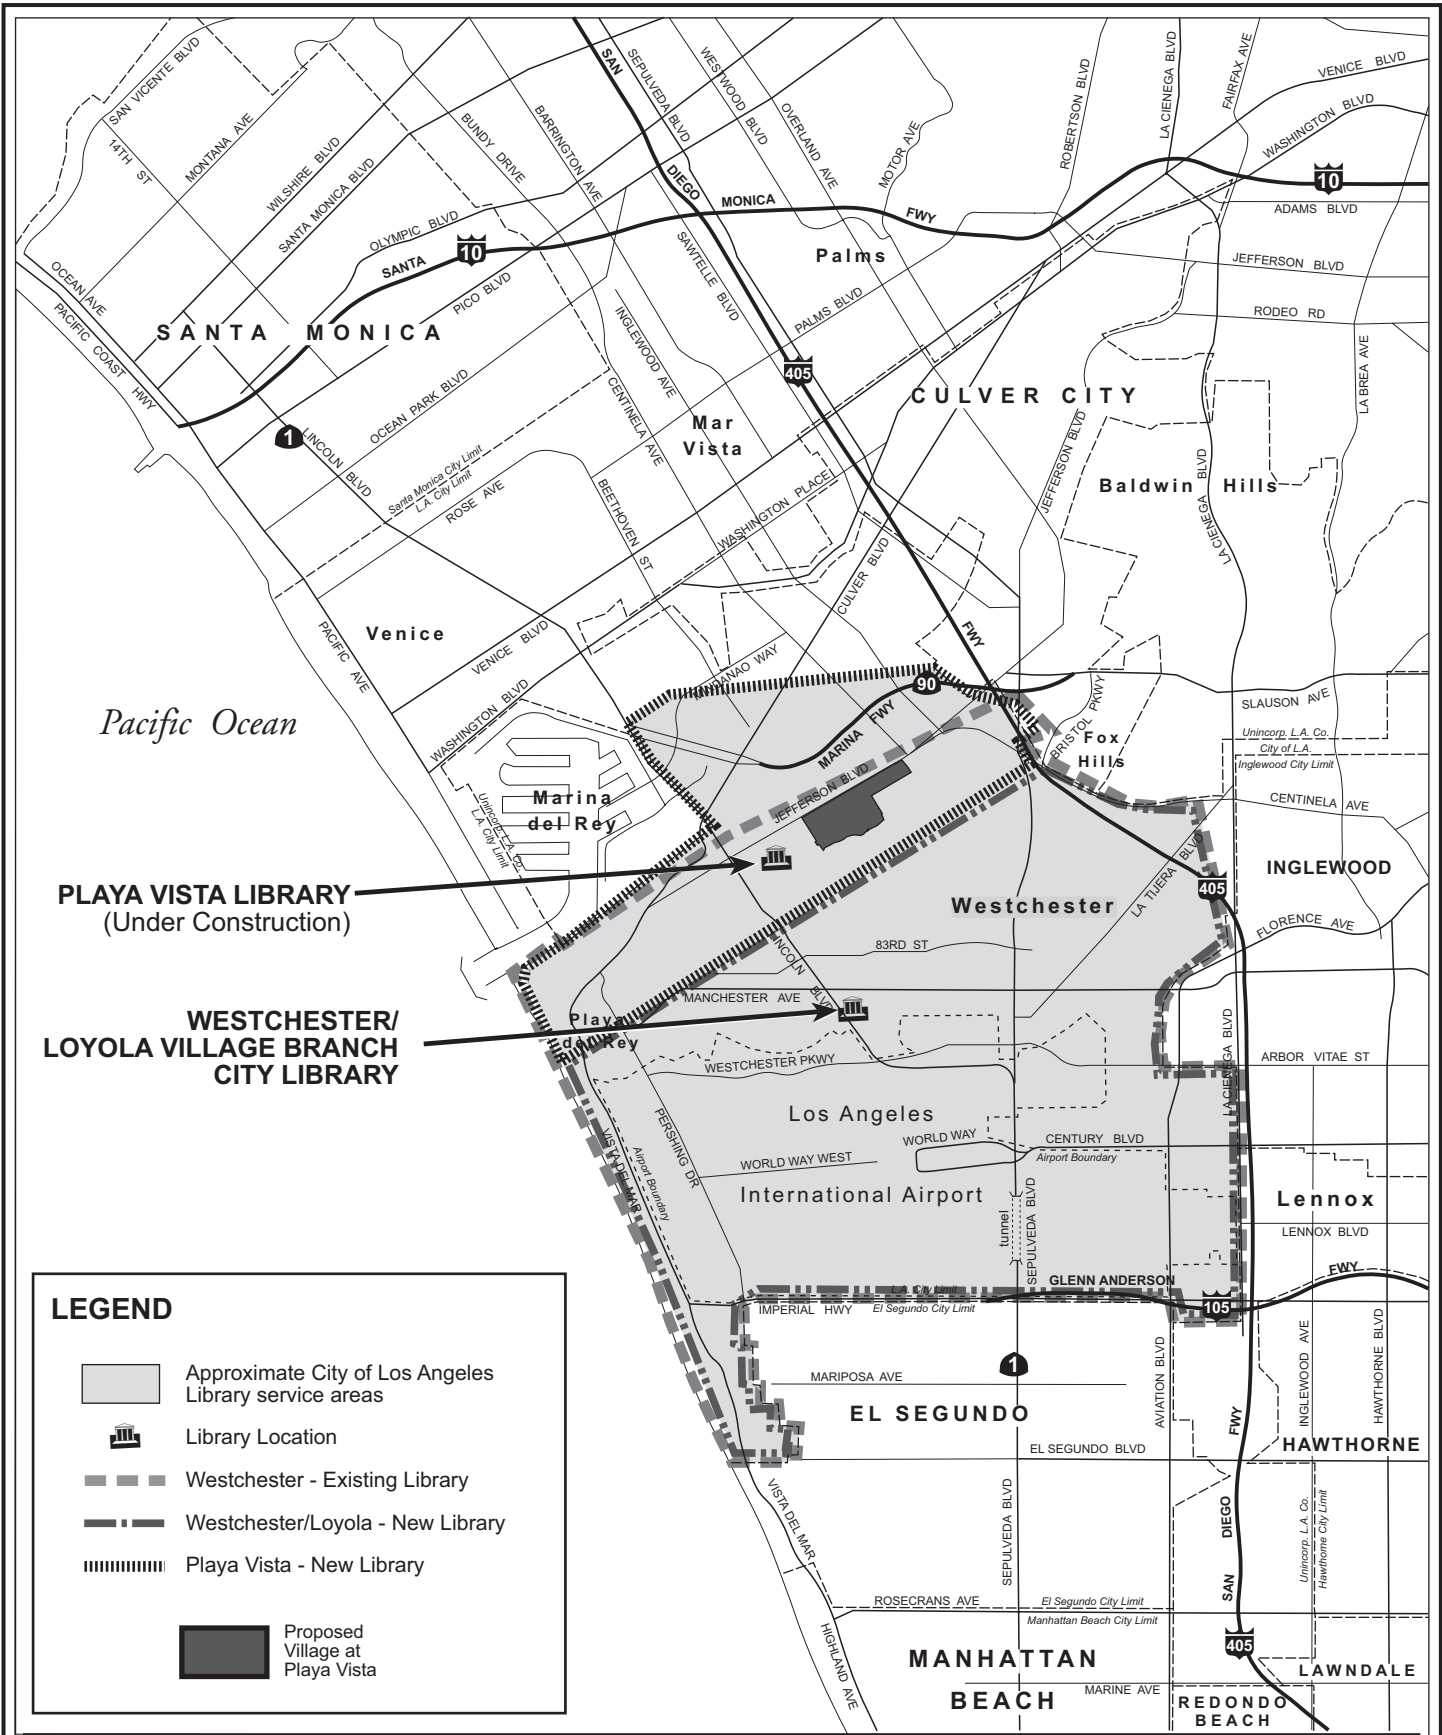 SAN VICENTE BLVD
14TH ST
MONTANA AVE
WILSHIRE BLVD
SANTA MONICA BLVD
OLYMPIC BLVD
BUNDY DRIVE
BARRINGTON AVE
SAN
DIEGO
SEPULVEDA BLVD
WESTWOOD BLVD
OVERLAND AVE
MOTOR AVE
ROBERTSON BLVD
LA CIENEGA BLVD
FAIRFAX AVE
VENICE BLVD
WASHINGTON BLVD
10
ADAMS BLVD
MONICA
FWY
SANTA
10
Palms
JEFFERSON BLVD
OCEAN AVE
PACIFIC COAST HWY
PICO BLVD
SAWTELLE BLVD
PALMS BLVD
RODEO RD
SANTA MONICA
INGLEWOOD AVE
LA BREA AVE
405
OCEAN PARK BLVD
CENTINELA AVE
CULVER CITY
1
LINCOLN BLVD
Mar
Vista
JEFFERSON BLVD
Santa Monica City Limit
L.A. City Limit
ROSE AVE
BEETHOVEN ST
WASHINGTON PLACE
Baldwin Hills
LA CIENEGA BLVD
CULVER BLVD
PACIFIC AVE
Venice
VENICE BLVD
FWY
MINDANAO WAY
90
WASHINGTON BLVD
Pacific Ocean
MARINA FWY
BRISTOL PKWY
SLAUSON AVE
Fox
Hills
Unincorp. L.A. Co.
City of L.A.
Inglewood City Limit
Marina
del Rey
Unincorp. L.A. Co.
L.A. City Limit
JEFFERSON BLVD
CENTINELA AVE
LA TIJERA BLVD
INGLEWOOD
405
PLAYA VISTA LIBRARY
(Under Construction)
Westchester
FLORENCE AVE
LINCOLN BLVD
83RD ST
MANCHESTER AVE
WESTCHESTER/
LOYOLA VILLAGE BRANCH
CITY LIBRARY
Playa
del Rey
WESTCHESTER PKWY
LA CIENEGA BLVD
ARBOR VITAE ST
Los Angeles
International Airport
PERSHING DR
VISTA DEL MAR
Airport Boundary
WORLD WAY
WORLD WAY WEST
CENTURY BLVD
Airport Boundary
tunnel
SEPULVEDA BLVD
Lennox
LENNOX BLVD
L.A. City Limit
GLENN ANDERSON
FWY
IMPERIAL HWY
El Segundo City Limit
105
1
MARIPOSA AVE
EL SEGUNDO
AVIATION BLVD
FWY
INGLEWOOD AVE
HAWTHORNE BLVD
HAWTHORNE
EL SEGUNDO BLVD
VISTA DEL MAR
SEPULVEDA BLVD
DIEGO
SAN
Unincorp. L.A. Co.
Hawthorne City Limit
ROSECRANS AVE
El Segundo City Limit
Manhattan Beach City Limit
HIGHLAND AVE
MANHATTAN
BEACH
405
MARINE AVE
LAWNDALE
REDONDO
BEACH
LEGEND
Approximate City of Los Angeles
Library service areas
Library Location
Westchester - Existing Library
Westchester/Loyola - New Library
Playa Vista - New Library
Proposed
Village at
Playa Vista